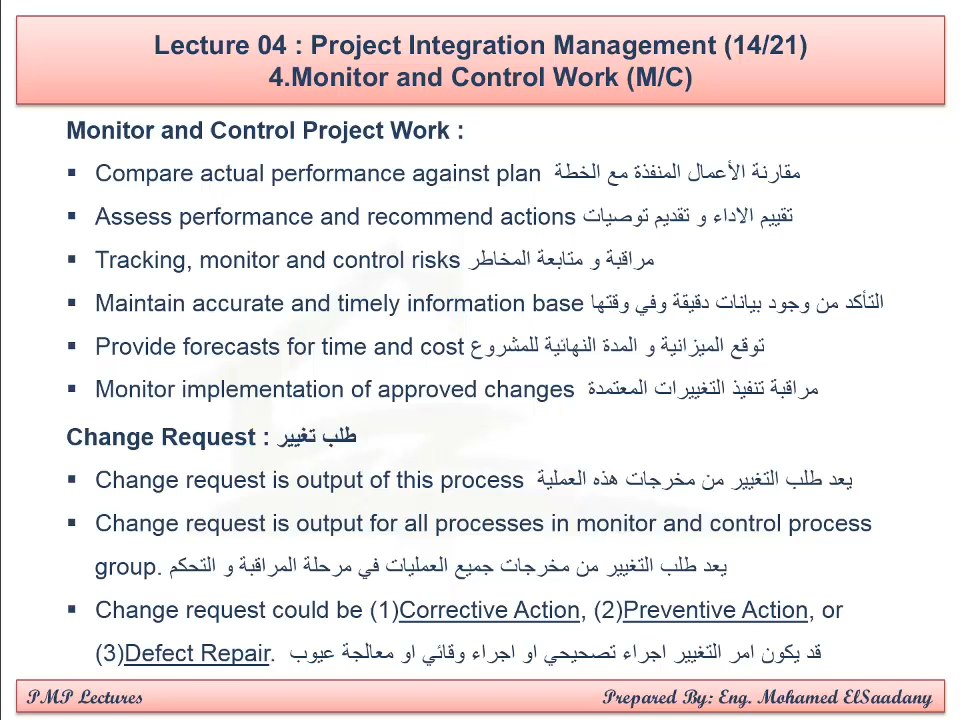 Lecture 04 : Project Integration Management (14/21)
4.Monitor and Control Work (M/C)
Monitor and Control Project Work :
▪ Compare actual performance against plan مقارنة الأعمال المنفذة مع الخطة
▪ Assess performance and recommend actions تقييم الاداء و تقديم توصيات
▪ Tracking, monitor and control risks مراقبة و متابعة المخاطر
▪ Maintain accurate and timely information base التأكد من وجود بيانات دقيقة وفي وقتها
▪ Provide forecasts for time and cost توقع الميزانية و المدة النهائية للمشروع
▪ Monitor implementation of approved changes مراقبة تنفيذ التغييرات المعتمدة
Change Request : طلب تغيير
▪ Change request is output of this process يعد طلب التغيير من مخرجات هذه العملية
▪ Change request is output for all processes in monitor and control process
group. يعد طلب التغيير من مخرجات جميع العمليات في مرحلة المراقبة و التحكم
▪ Change request could be (1)Corrective Action, (2)Preventive Action, or
(3)Defect Repair. قد يكون امر التغيير اجراء تصحيحي او اجراء وقائي او معالجة عيوب
PMP Lectures
Prepared By: Eng. Mohamed ElSaadany